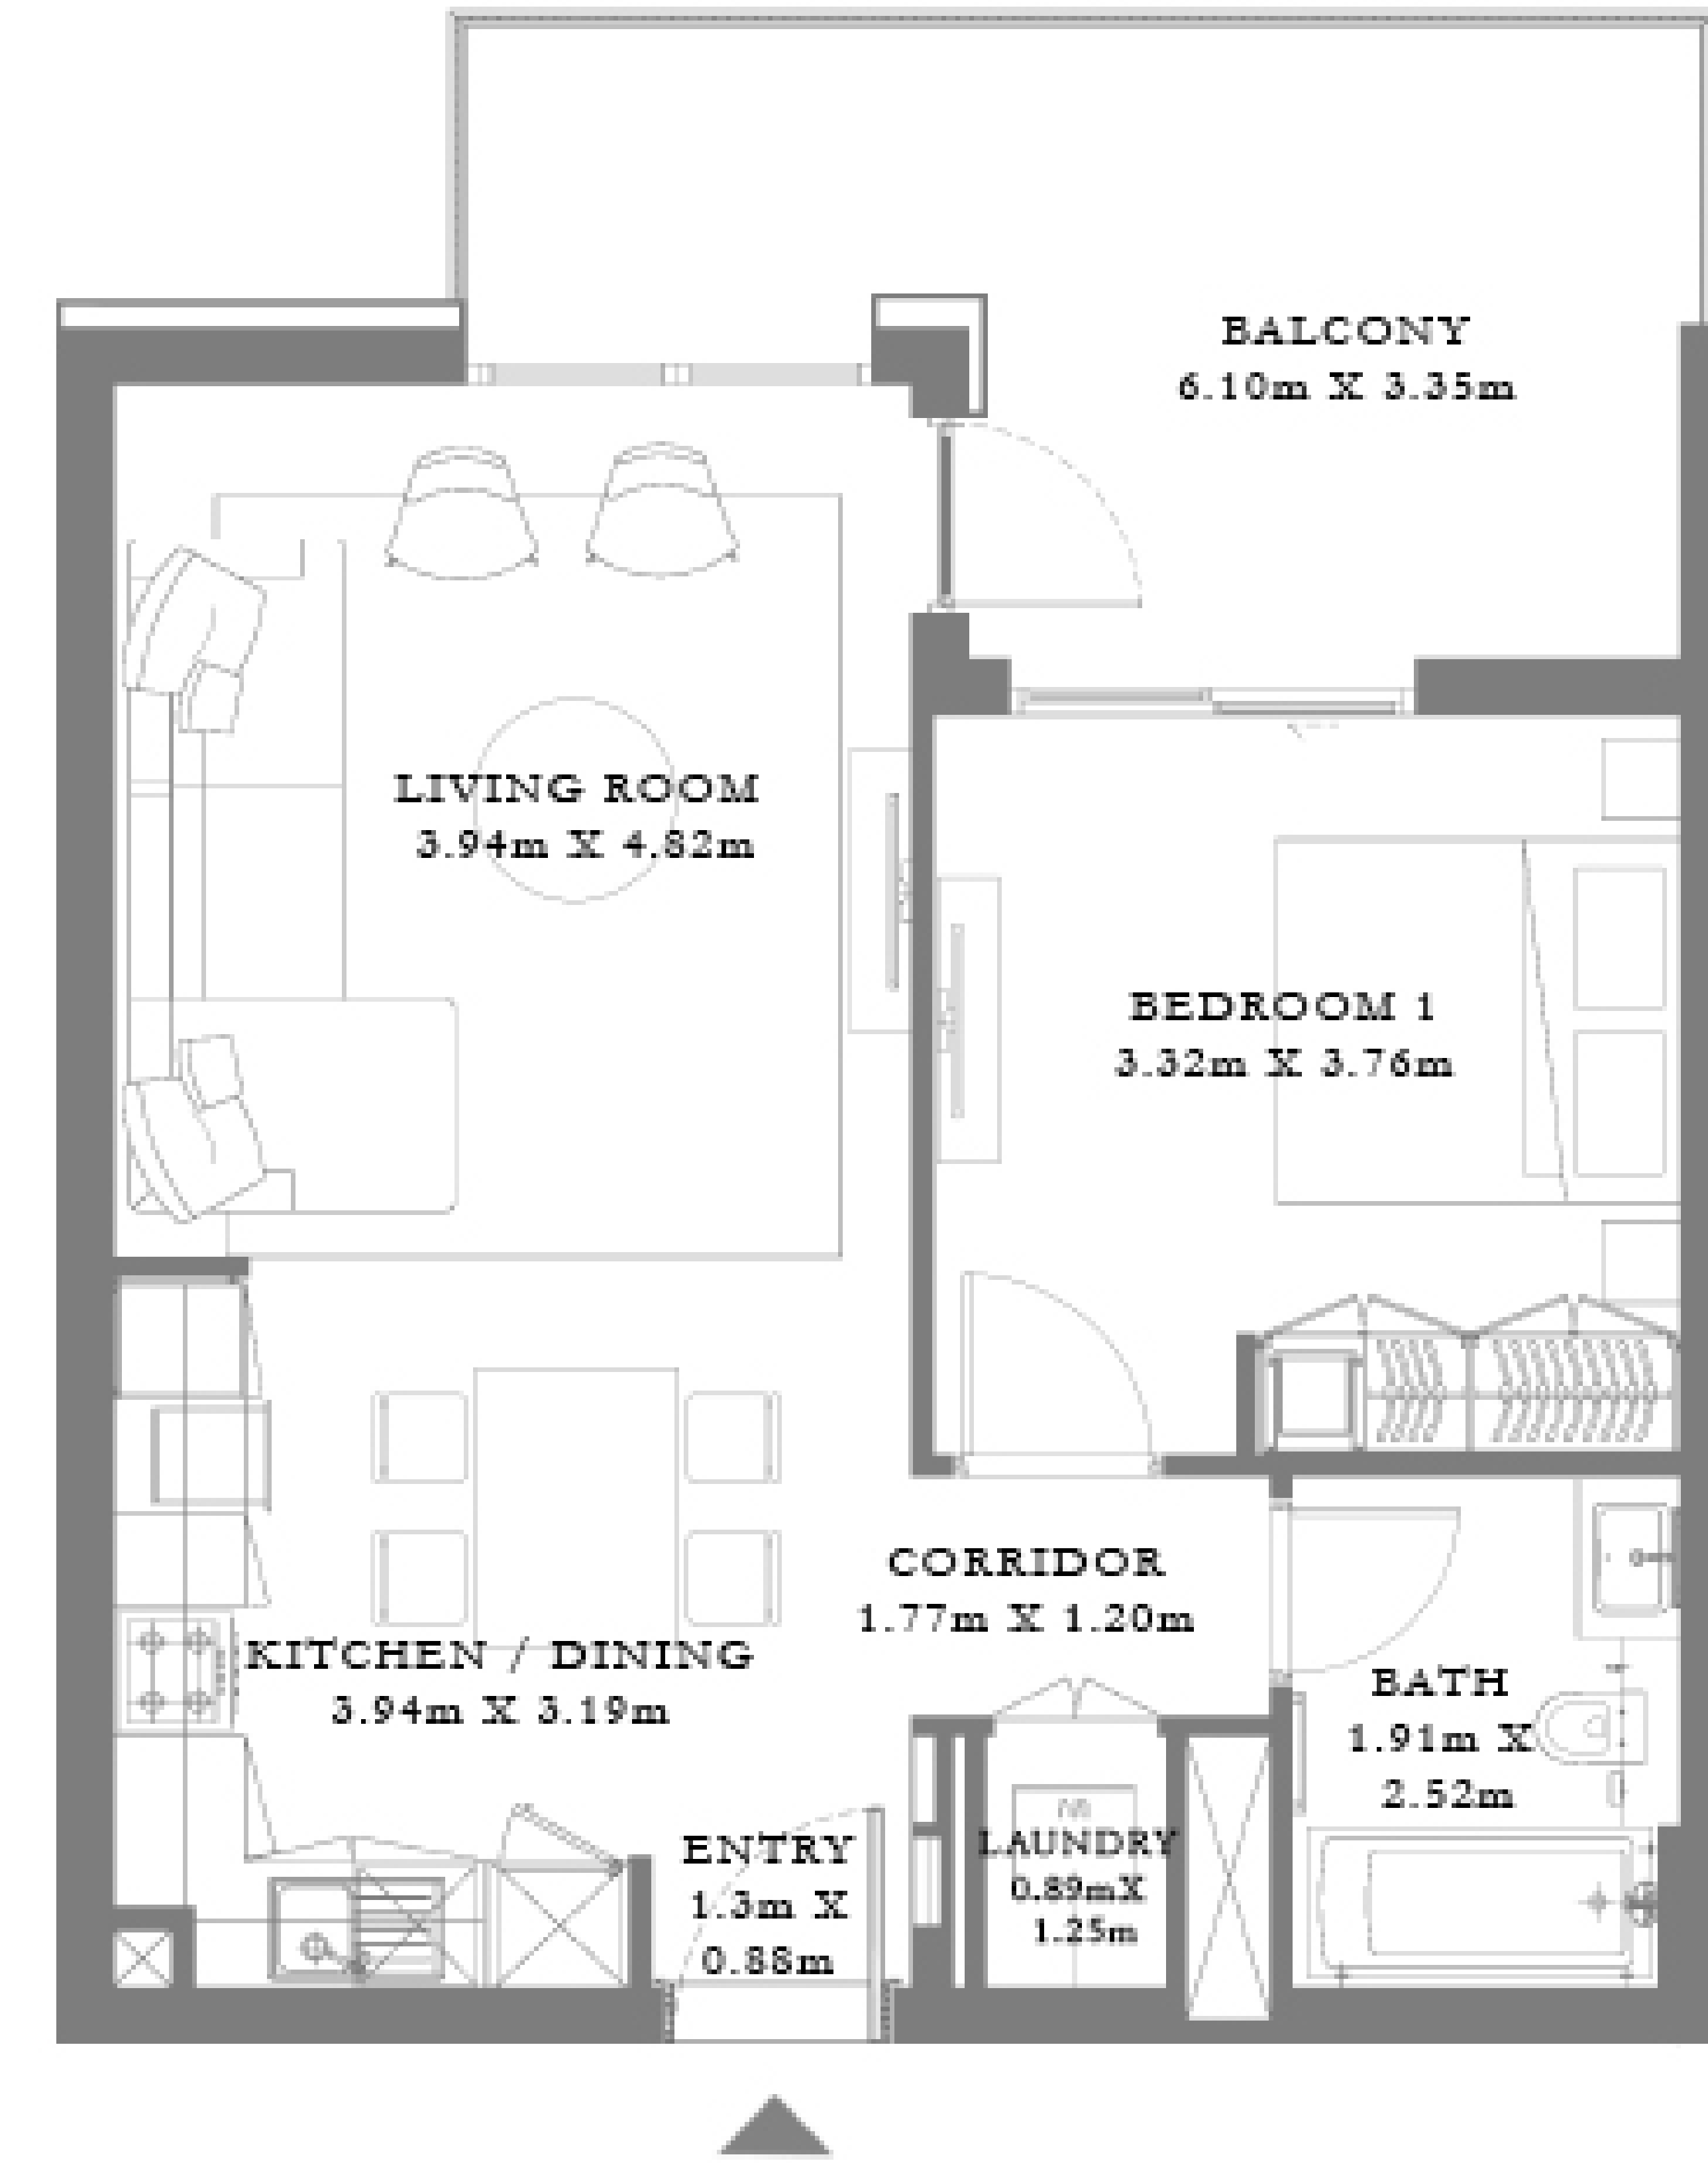 BALCONY
6.10m X 3.35m
LIVING ROOM
3.94m X 4.82m
BEDROOM 1
3.32m X 3.76m
CORRIDOR
1.77m X 1.20m
KITCHEN / DINING
3.94m X 3.19m
BATH
1.91m X
2.52m
ENTRY
1.3m X
0.88m
LAUNDRY
0.89mX
1.25m